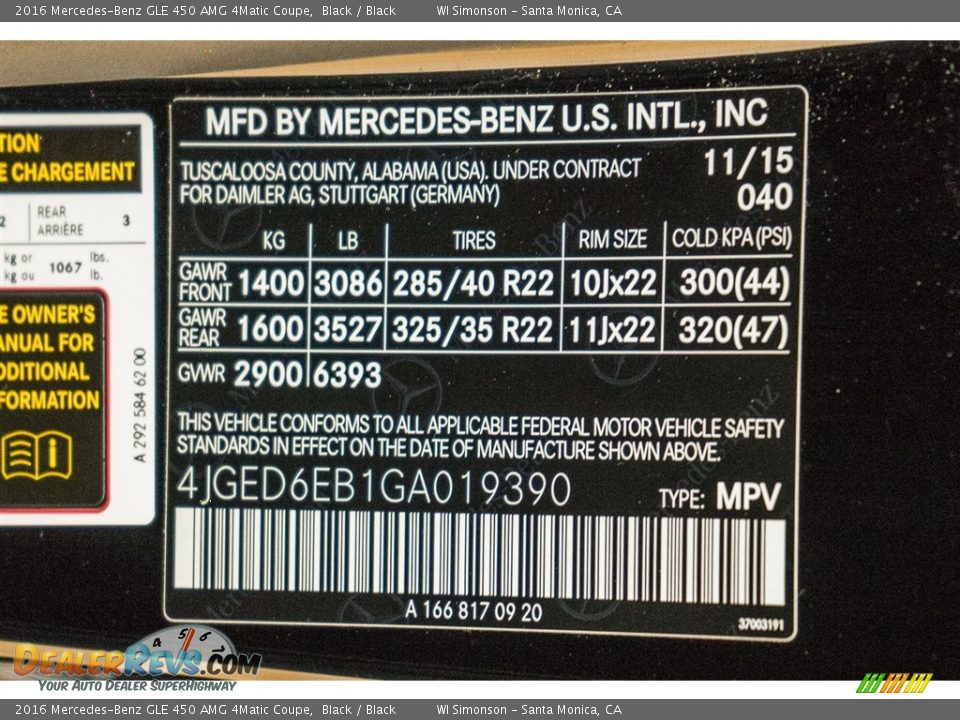 2016 Mercedes-Benz GLE 450 AMG 4Matic Coupe, Black / Black WI Simonson - Santa Monica, CA
MFD BY MERCEDES-BENZ U.S. INTL., INC
TUSCALOOSA COUNTY, ALABAMA (USA). UNDER CONTRACT 11/15
FOR DAIMLER AG, STUTTGART (GERMANY) 040
KG LB TIRES RIM SIZE COLD KPA (PSI)
GAWR FRONT 1400 3086 285/40 R22 10Jx22 300(44)
GAWR REAR 1600 3527 325/35 R22 11Jx22 320(47)
GVWR 2900 6393
THIS VEHICLE CONFORMS TO ALL APPLICABLE FEDERAL MOTOR VEHICLE SAFETY
STANDARDS IN EFFECT ON THE DATE OF MANUFACTURE SHOWN ABOVE.
4JGED6EB1GA019390 TYPE: MPV
A 166 817 09 20
37003191
TION
E CHARGEMENT
2 REAR 3
ARRIÈRE
kg or 1067 lbs.
kg ou lb.
E OWNER'S
ANUAL FOR
DDITIONAL
FORMATION
A 292 584 62 00
4 5 6
DEALERREVS.COM
YOUR AUTO DEALER SUPERHIGHWAY
2016 Mercedes-Benz GLE 450 AMG 4Matic Coupe, Black / Black WI Simonson - Santa Monica, CA